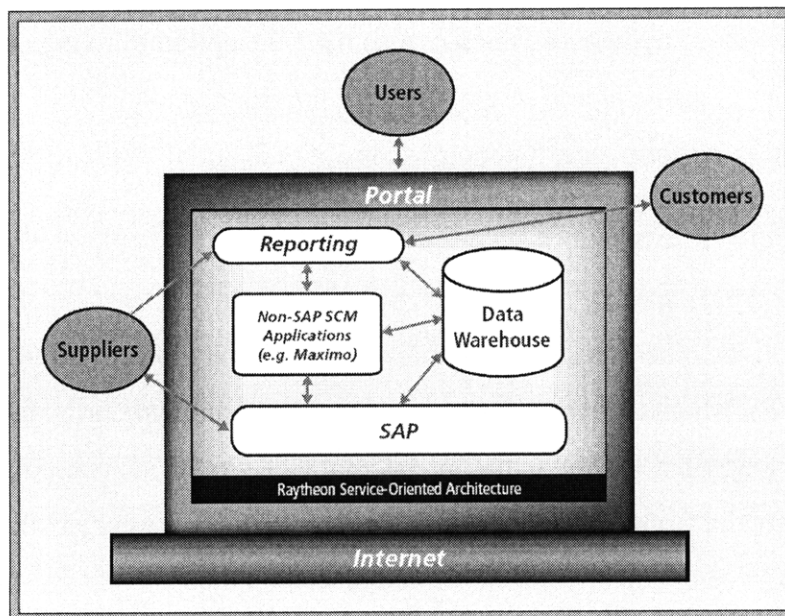 Users
Portal
Customers
Reporting
Non-SAP SCM
Applications
(e.g. Maximo)
Data
Warehouse
Suppliers
SAP
Raytheon Service-Oriented Architecture
Internet